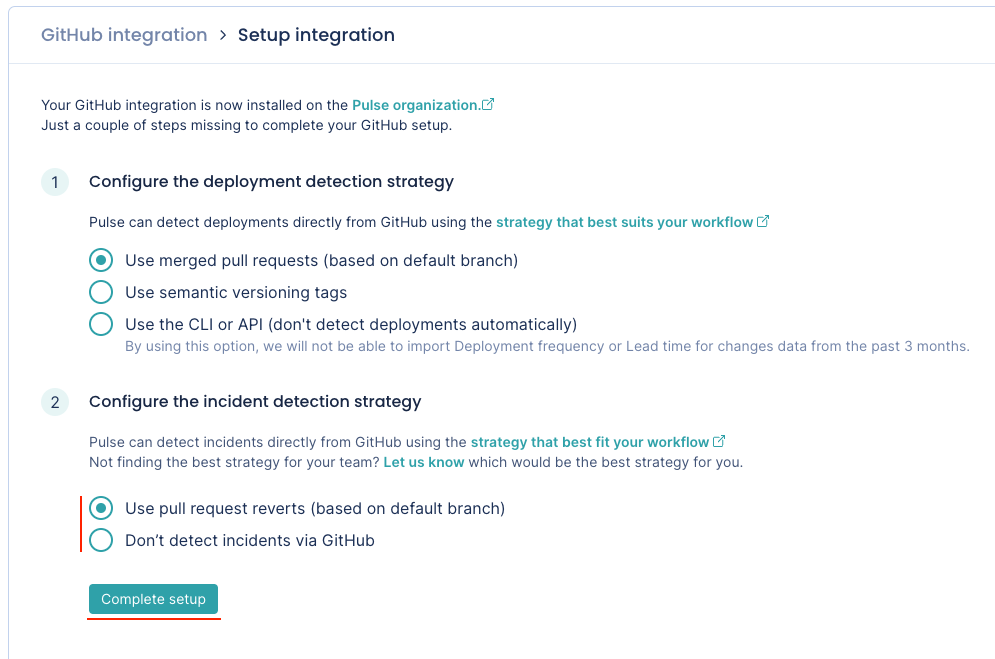 GitHub integration > Setup integration
Your GitHub integration is now installed on the Pulse organization.
Just a couple of steps missing to complete your GitHub setup.
1 Configure the deployment detection strategy
Pulse can detect deployments directly from GitHub using the strategy that best suits your workflow
Use merged pull requests (based on default branch)
Use semantic versioning tags
Use the CLI or API (don't detect deployments automatically)
By using this option, we will not be able to import Deployment frequency or Lead time for changes data from the past 3 months.
2 Configure the incident detection strategy
Pulse can detect incidents directly from GitHub using the strategy that best fit your workflow
Not finding the best strategy for your team? Let us know which would be the best strategy for you.
Use pull request reverts (based on default branch)
Don’t detect incidents via GitHub
Complete setup